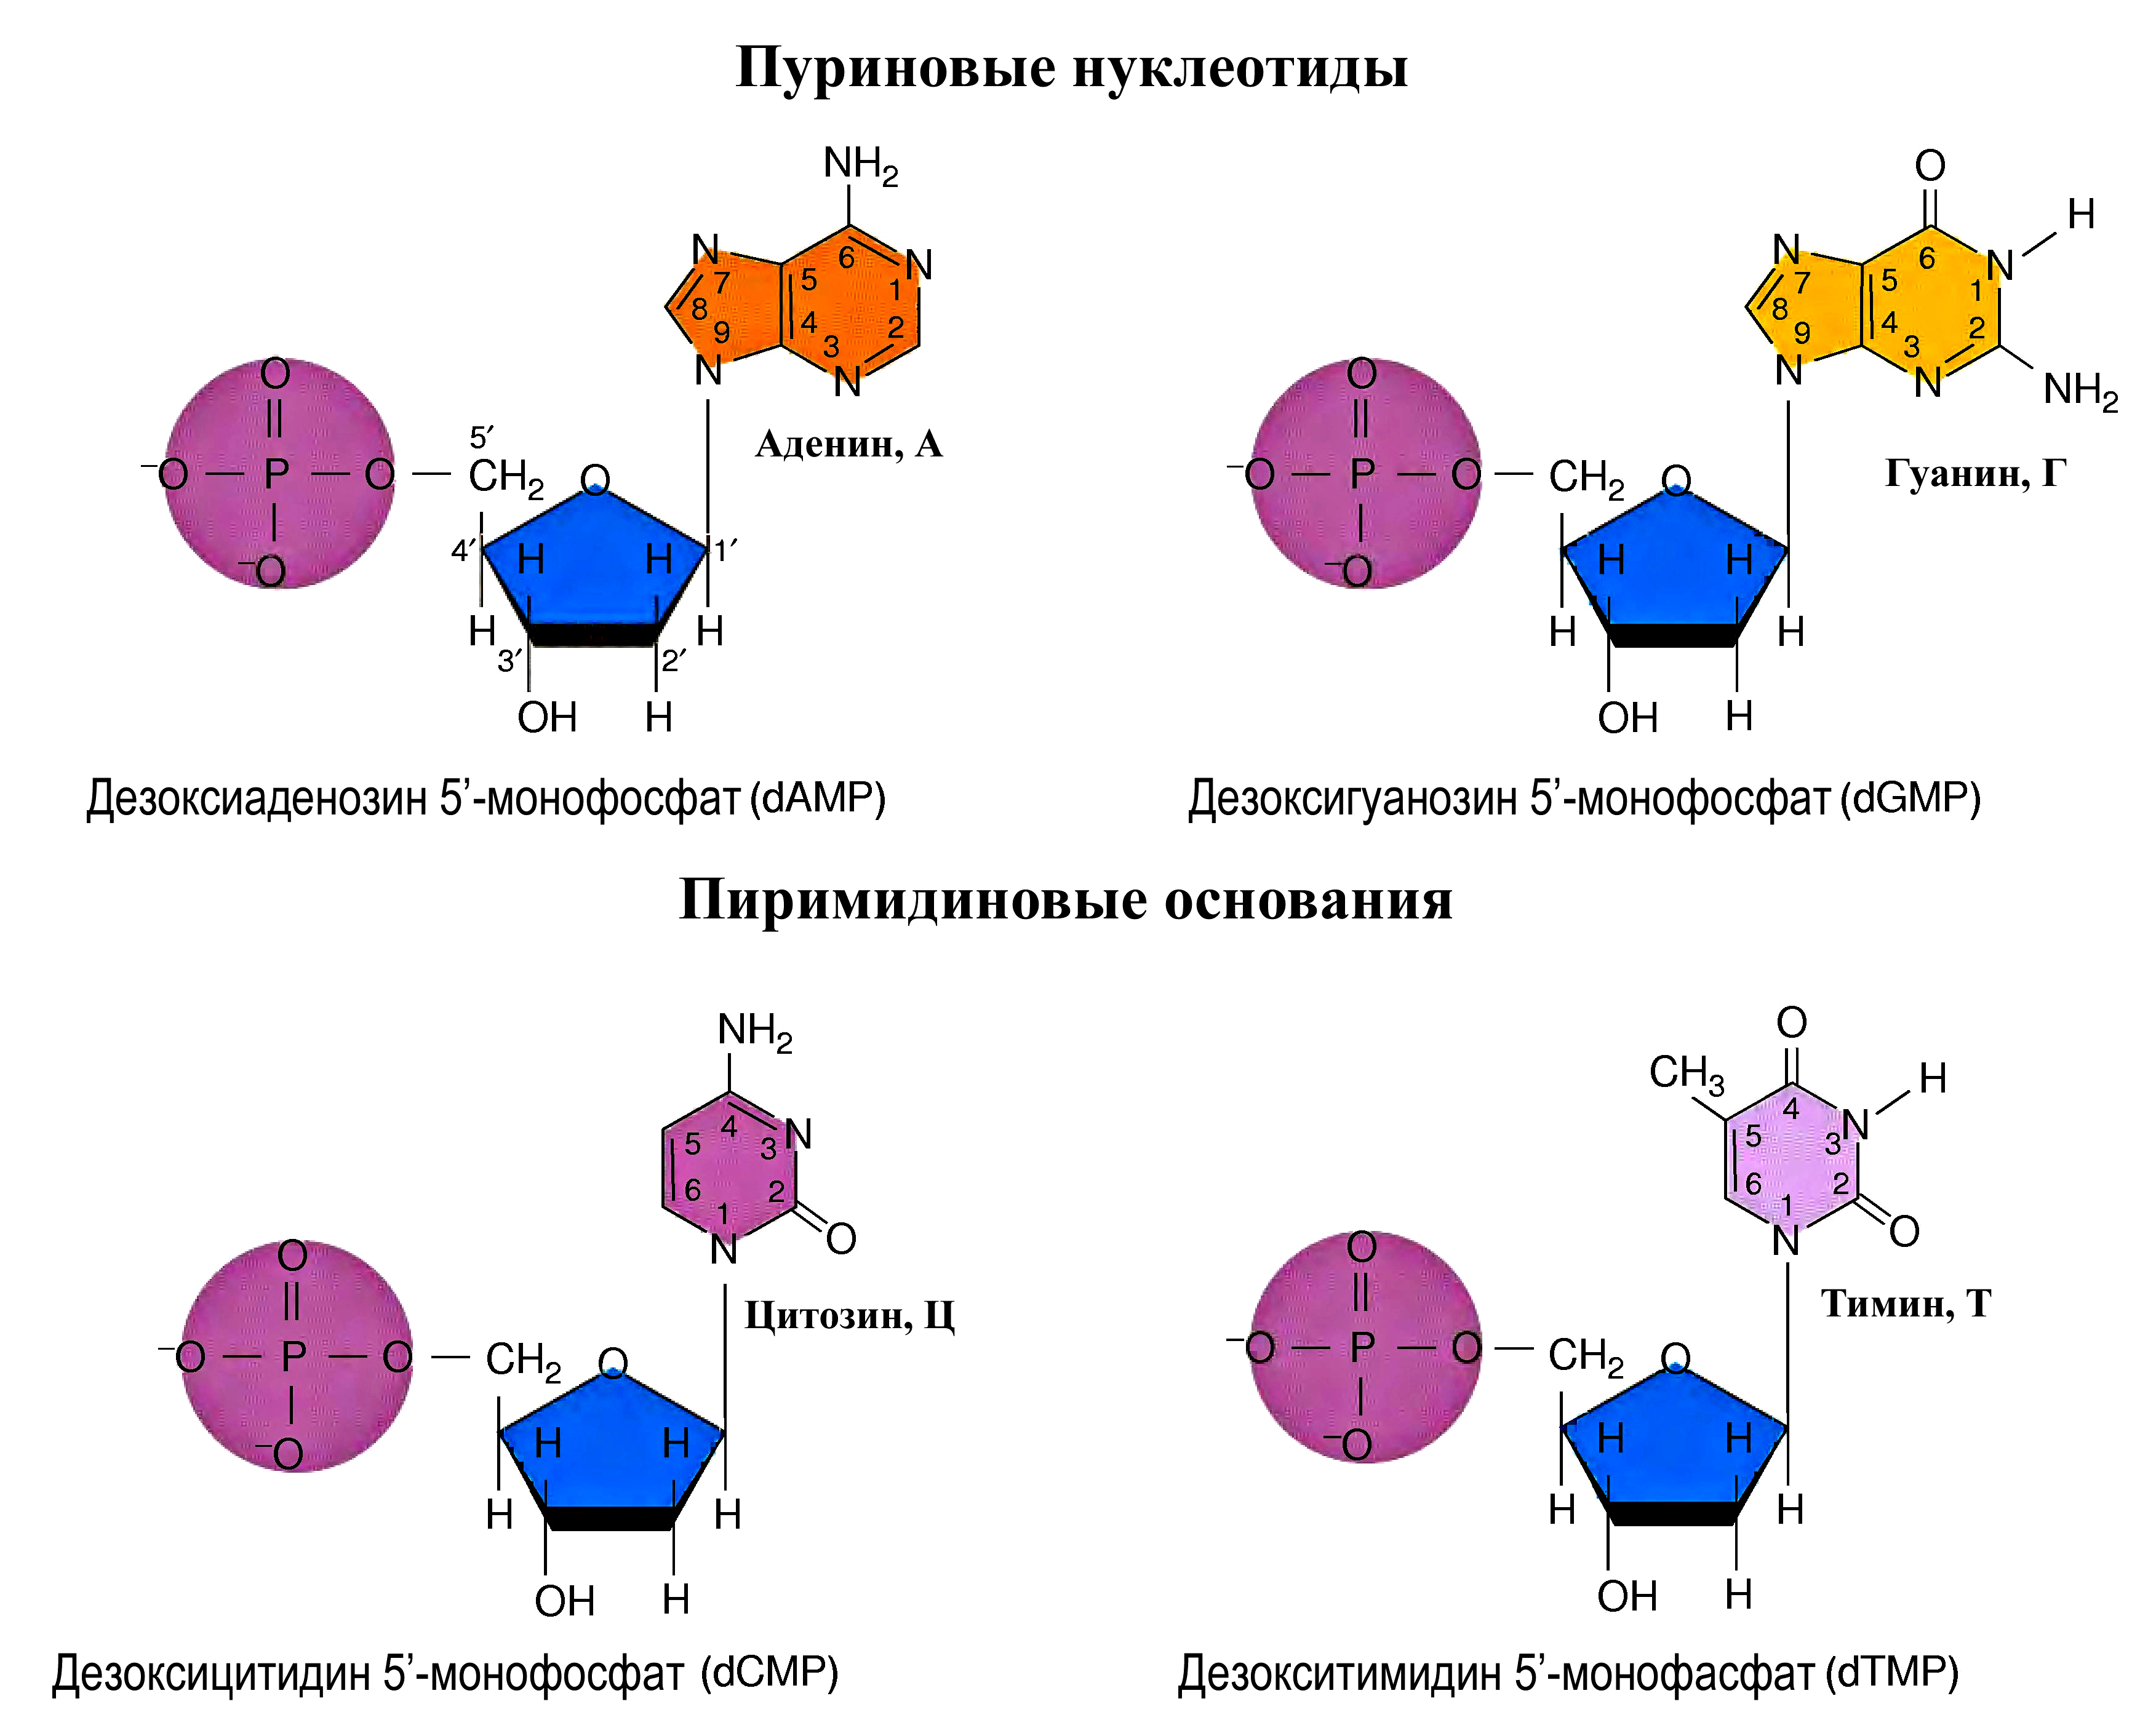 Пуриновые нуклеотиды
NH2
N
N
N
N
1
2
3
4
5
6
7
8
9
Аденин, А
O
–O — P — O — CH2
–O
5′
O
4′
H
H
1′
H
3′
2′
H
OH
H
Дезоксиаденозин 5’-монофосфат (dAMP)
O
H
N
N
N
N
1
2
3
4
5
6
7
8
9
NH2
Гуанин, Г
O
–O — P — O — CH2
–O
O
H
H
H
H
OH
H
Дезоксигуанозин 5’-монофосфат (dGMP)
Пиримидиновые основания
NH2
N
N
O
1
2
3
4
5
6
Цитозин, Ц
O
–O — P — O — CH2
–O
O
H
H
H
H
OH
H
Дезоксицитидин 5’-монофосфат (dCMP)
O
CH3
H
N
N
O
1
2
3
4
5
6
Тимин, Т
O
–O — P — O — CH2
–O
O
H
H
H
H
OH
H
Дезокситимидин 5’-монофасфат (dTMP)